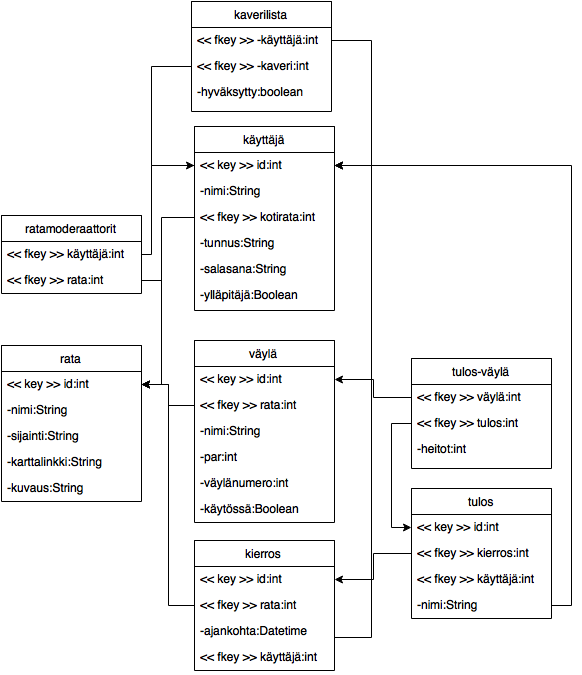 kaverilista
<< fkey >> -käyttäjä:int
<< fkey >> -kaveri:int
-hyväksytty:boolean
käyttäjä
<< key >> id:int
-nimi:String
<< fkey >> kotirata:int
-tunnus:String
-salasana:String
-ylläpitäjä:Boolean
ratamoderaattorit
<< fkey >> käyttäjä:int
<< fkey >> rata:int
rata
<< key >> id:int
-nimi:String
-sijainti:String
-karttalinkki:String
-kuvaus:String
väylä
<< key >> id:int
<< fkey >> rata:int
-nimi:String
-par:int
-väylänumero:int
-käytössä:Boolean
tulos-väylä
<< fkey >> väylä:int
<< fkey >> tulos:int
-heitot:int
tulos
<< key >> id:int
<< fkey >> kierros:int
<< fkey >> käyttäjä:int
-nimi:String
kierros
<< key >> id:int
<< fkey >> rata:int
-ajankohta:Datetime
<< fkey >> käyttäjä:int